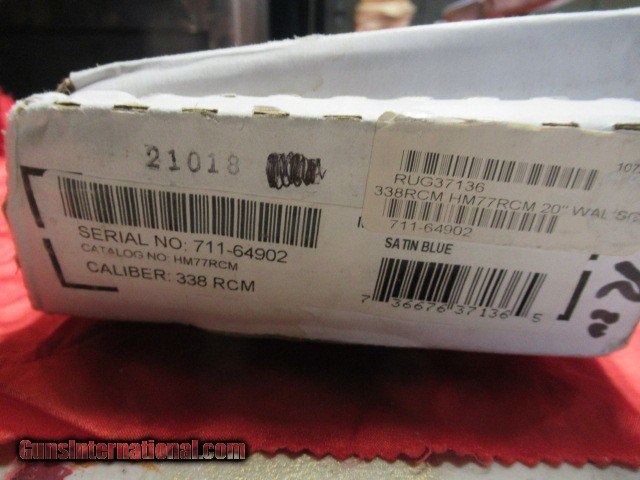 21018
SERIAL NO: 711-64902
CATALOG NO: HM77RCM
CALIBER: 338 RCM
RUG37136
338RCM HM77RCM 20" WAL
711-64902
SATIN BLUE
7 36676 37136 5
GunsInternational.com